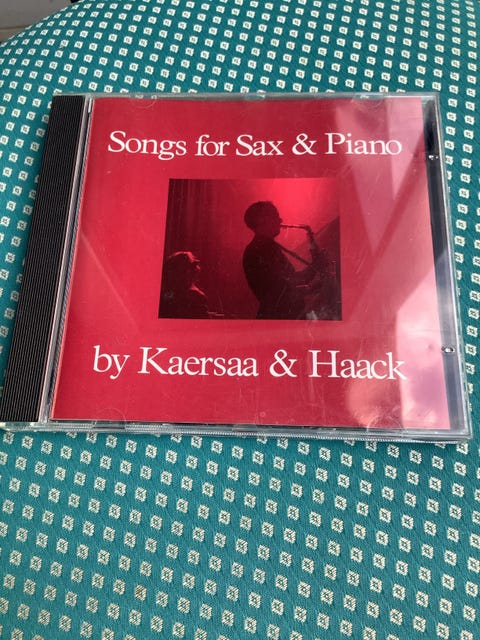 Songs for Sax & Piano
by Kaersaa & Haack